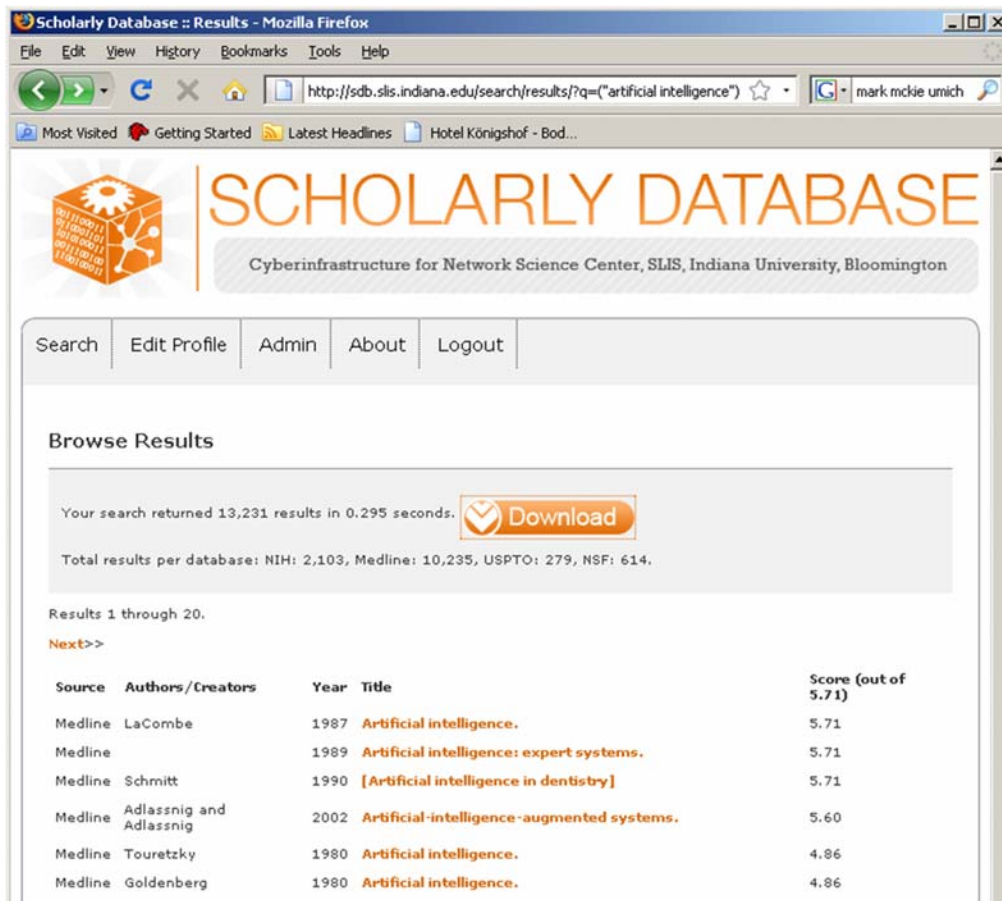 Scholarly Database :: Results - Mozilla Firefox
File Edit View History Bookmarks Tools Help
http://sdb.slis.indiana.edu/search/results/?q=("artificial intelligence") G mark mckie umich
Most Visited Getting Started Latest Headlines Hotel Königshof - Bod...
SCHOLARLY DATABASE
Cyberinfrastructure for Network Science Center, SLIS, Indiana University, Bloomington
Search Edit Profile Admin About Logout
Browse Results
Your search returned 13,231 results in 0.295 seconds. Download
Total results per database: NIH: 2,103, Medline: 10,235, USPTO: 279, NSF: 614.
Results 1 through 20.
Next>>
Source Authors/Creators Year Title Score (out of
5.71)
Medline LaCombe 1987 Artificial intelligence. 5.71
Medline 1989 Artificial intelligence: expert systems. 5.71
Medline Schmitt 1990 [Artificial intelligence in dentistry] 5.71
Medline Adlassnig and
Adlassnig 2002 Artificial-intelligence-augmented systems. 5.60
Medline Touretzky 1980 Artificial intelligence. 4.86
Medline Goldenberg 1980 Artificial intelligence. 4.86